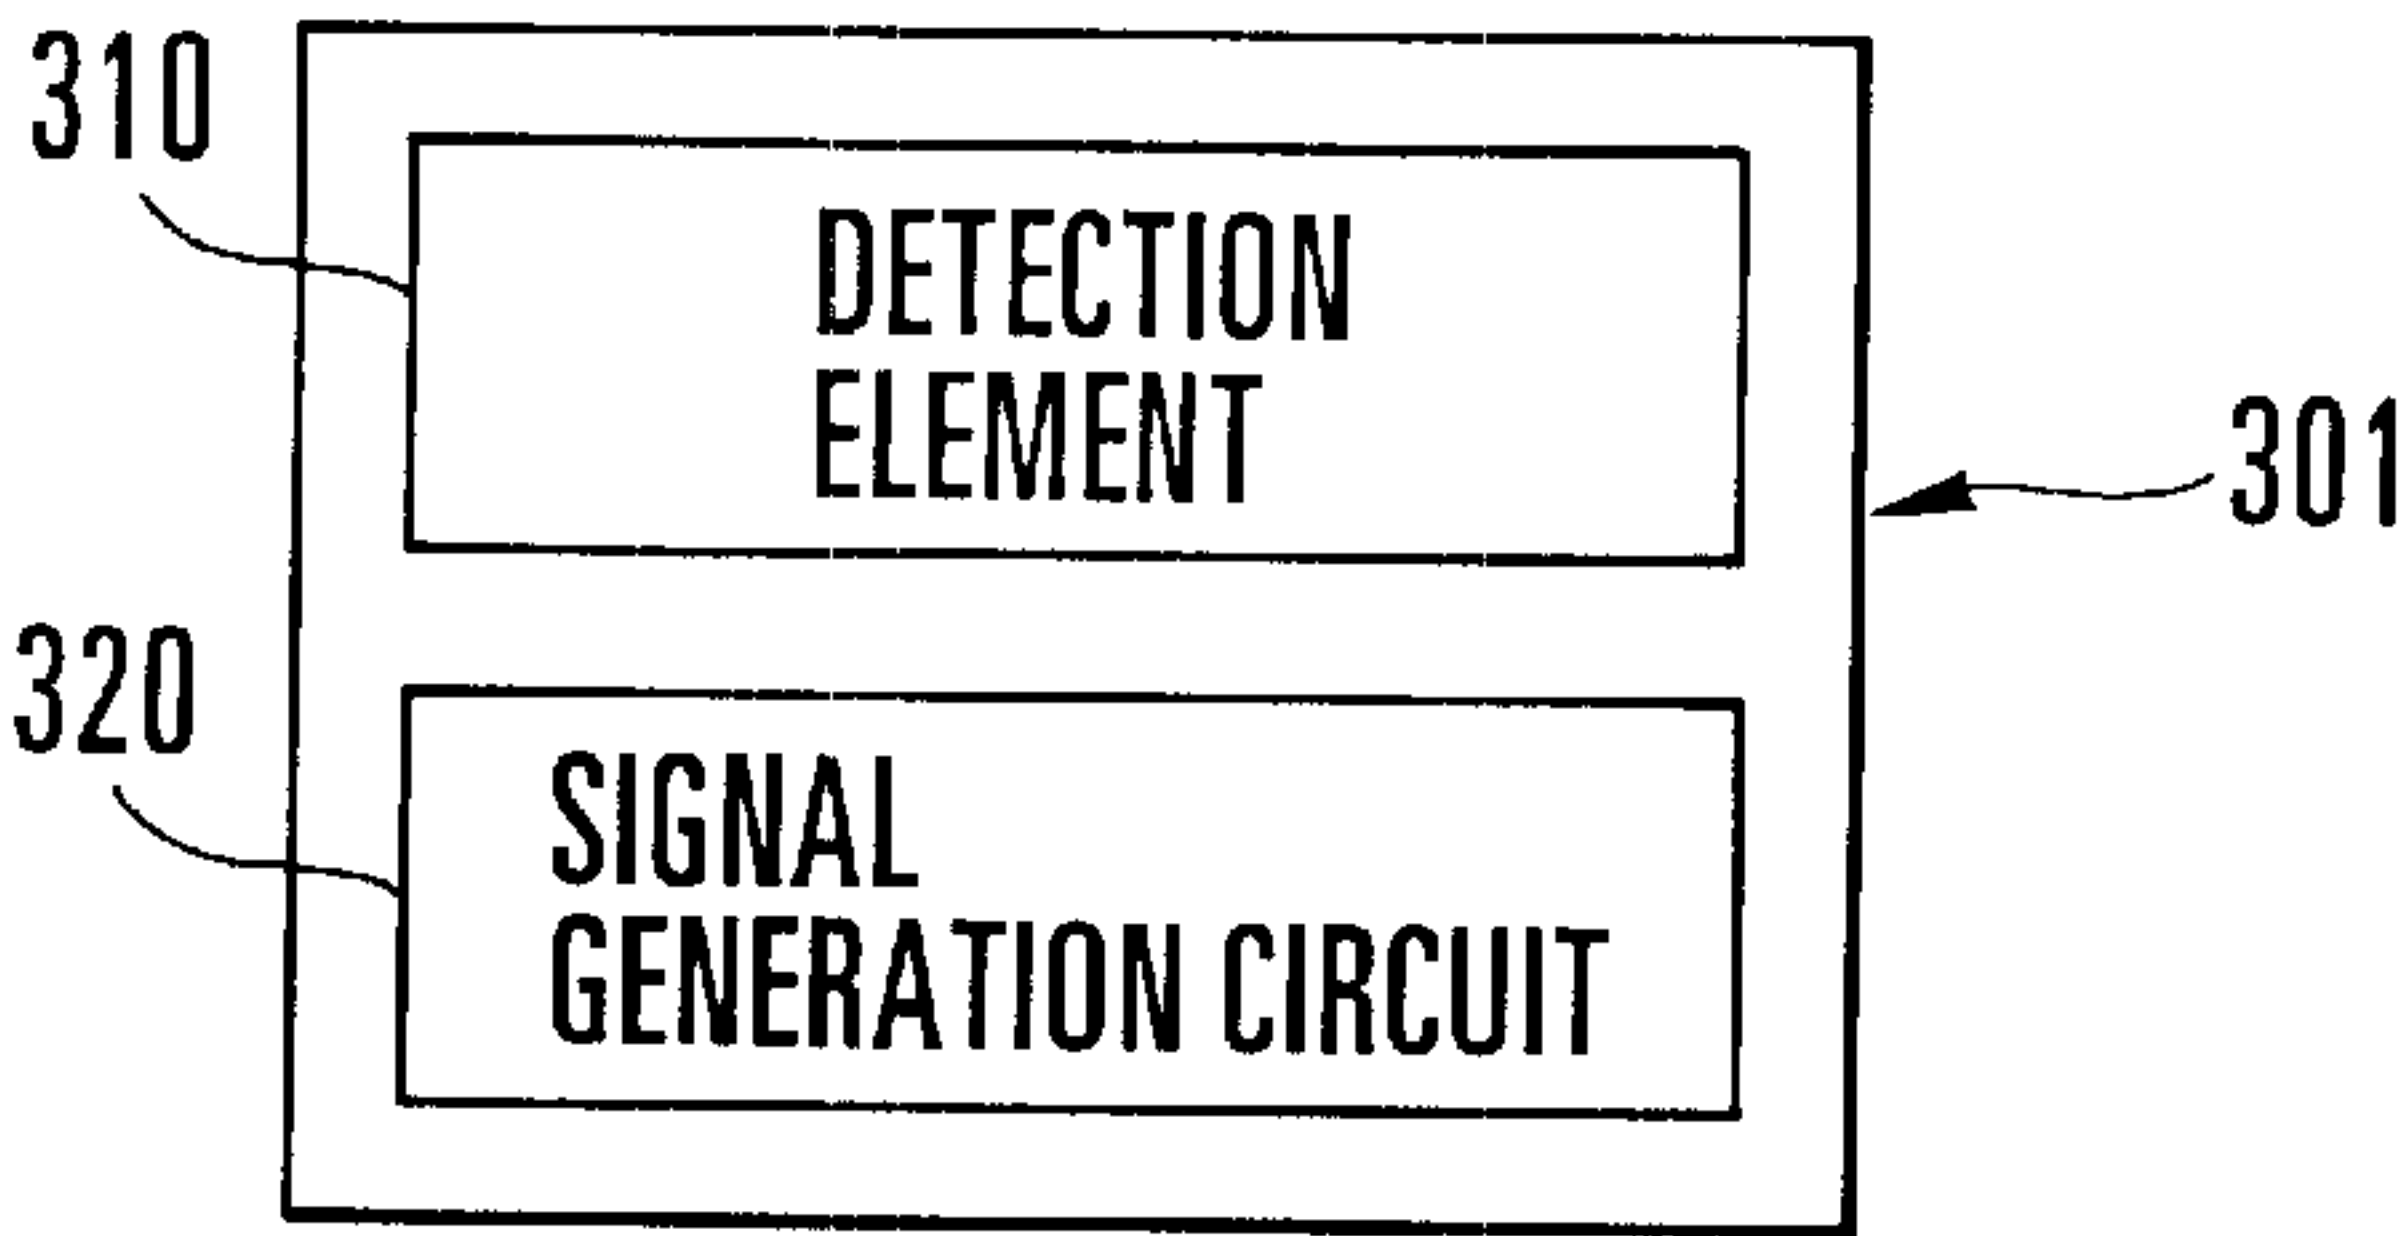 310
DETECTION
ELEMENT
301
320
SIGNAL
GENERATION CIRCUIT